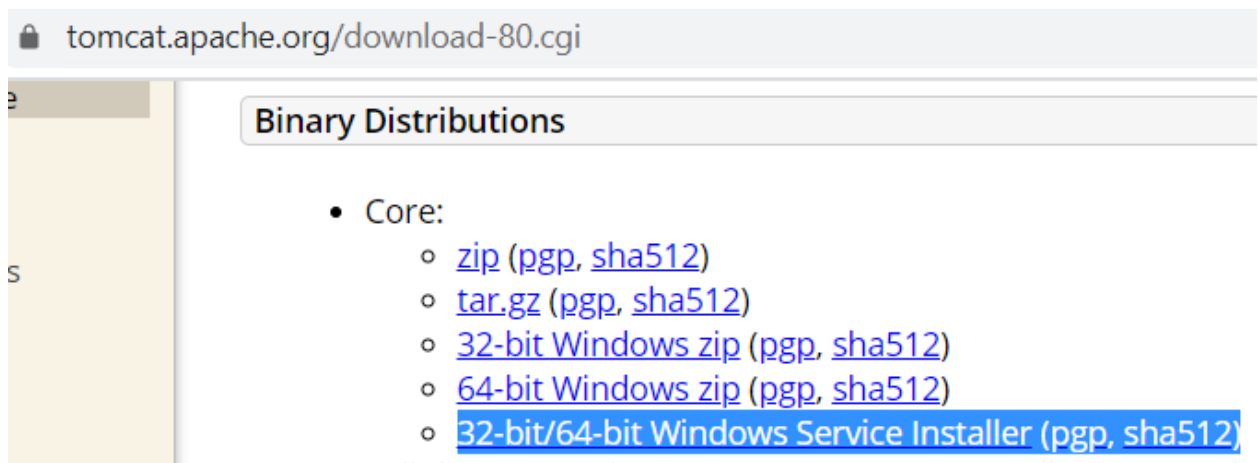 tomcat.apache.org/download-80.cgi
e
Binary Distributions
• Core:
○ zip (pgp, sha512)
s
○ tar.gz (pgp, sha512)
○ 32-bit Windows zip (pgp, sha512)
○ 64-bit Windows zip (pgp, sha512)
○ 32-bit/64-bit Windows Service Installer (pgp, sha512)